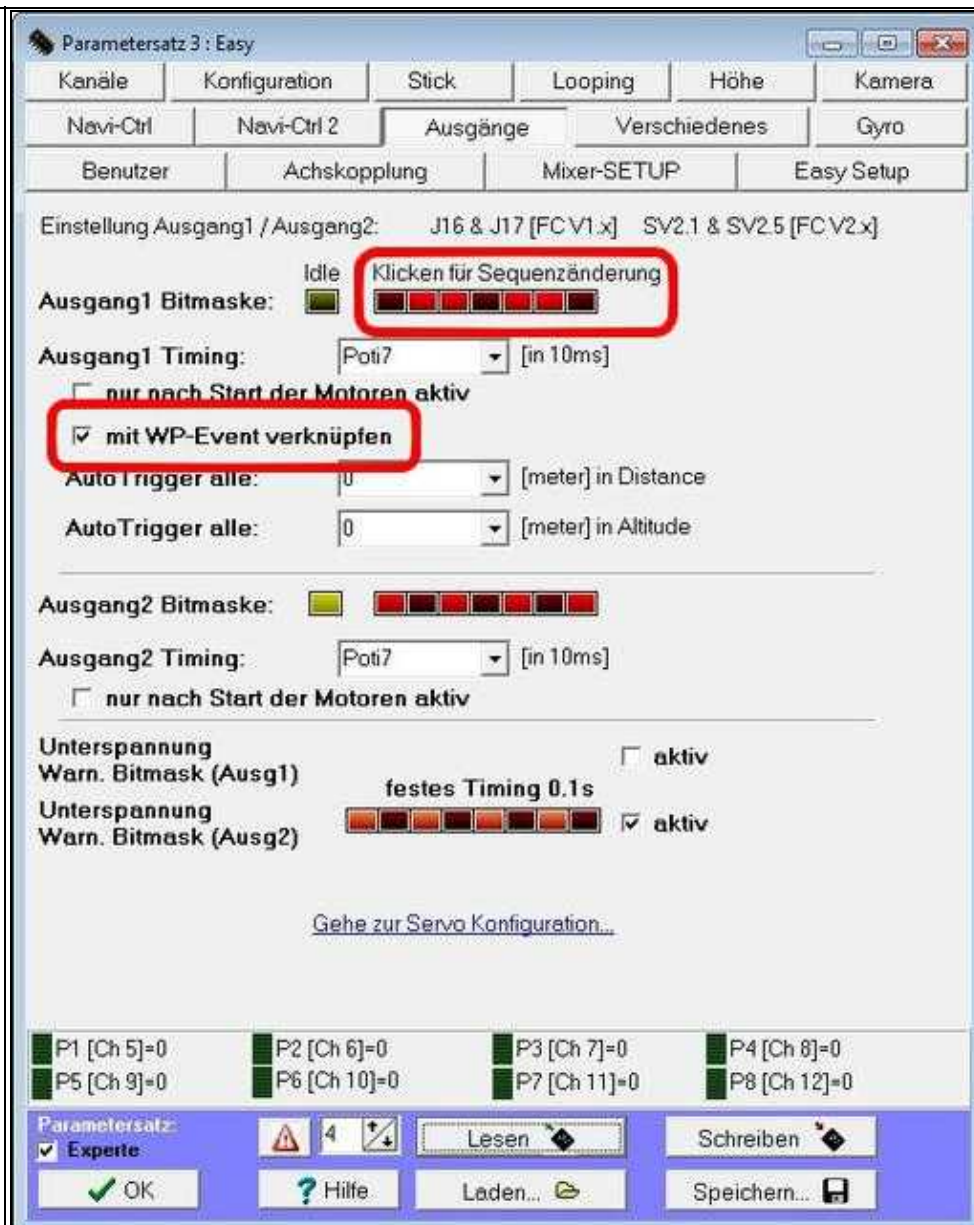 Parametersatz 3 : Easy
Kanäle Konfiguration Stick Looping Höhe Kamera
Navi-Ctrl Navi-Ctrl 2 Ausgänge Verschiedenes Gyro
Benutzer Achskopplung Mixer-SETUP Easy Setup
Einstellung Ausgang1 / Ausgang2: J16 & J17 [FC V1.x] SV2.1 & SV2.5 [FC V2.x]
Idle Klicken für Sequenzänderung
Ausgang1 Bitmaske:
Ausgang1 Timing: Poti7 [in 10ms]
nur nach Start der Motoren aktiv
mit WP-Event verknüpfen
AutoTrigger alle: 0 [meter] in Distance
AutoTrigger alle: 0 [meter] in Altitude
Ausgang2 Bitmaske:
Ausgang2 Timing: Poti7 [in 10ms]
nur nach Start der Motoren aktiv
Unterspannung
Warn. Bitmask (Ausg1) aktiv
festes Timing 0.1s
Unterspannung
Warn. Bitmask (Ausg2) aktiv
Gehe zur Servo Konfiguration...
P1 [Ch 5]=0 P2 [Ch 6]=0 P3 [Ch 7]=0 P4 [Ch 8]=0
P5 [Ch 9]=0 P6 [Ch 10]=0 P7 [Ch 11]=0 P8 [Ch 12]=0
Parametersatz:
Experte 4 Lesen Schreiben
OK ? Hilfe Laden... Speichern...